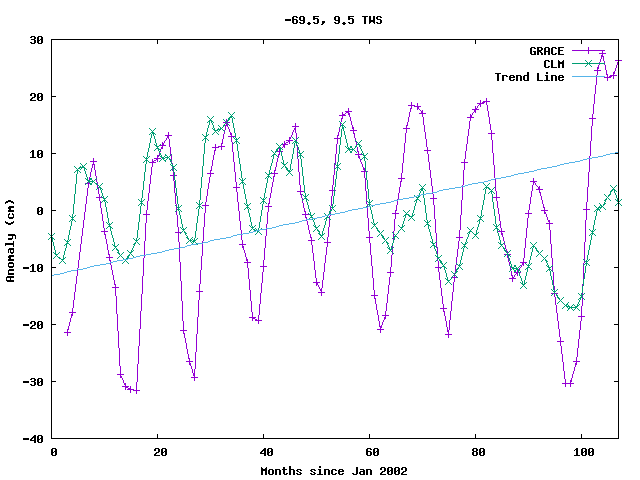 -69.5, 9.5 TWS
GRACE
CLM
Trend Line
30
20
10
0
-10
-20
-30
-40
Anomaly (cm)
0 20 40 60 80 100
Months since Jan 2002